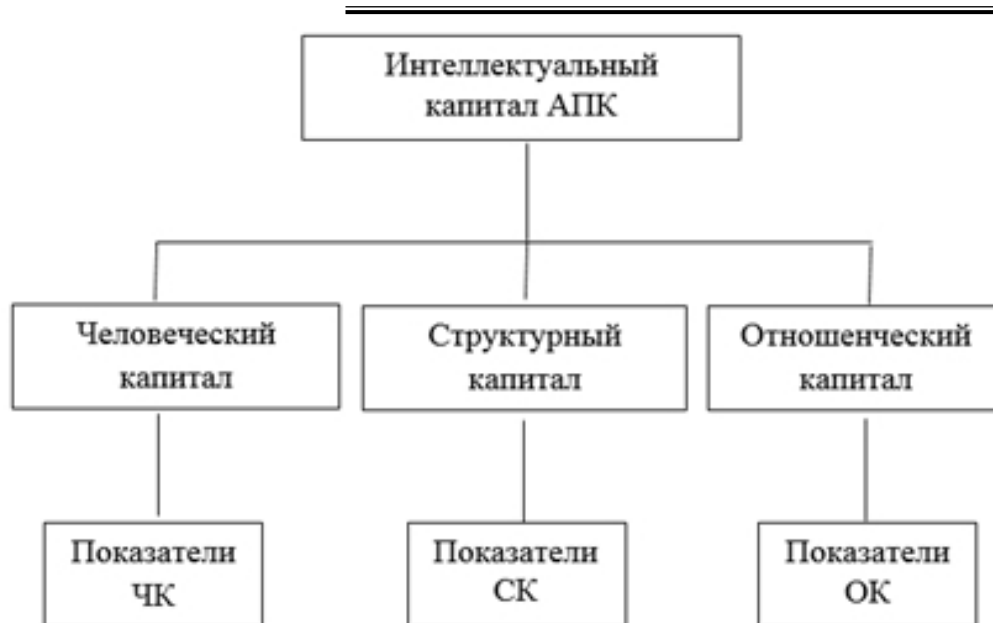 Интеллектуальный
капитал АПК
Человеческий
капитал
Структурный
капитал
Отношенческий
капитал
Показатели
ЧК
Показатели
СК
Показатели
ОК